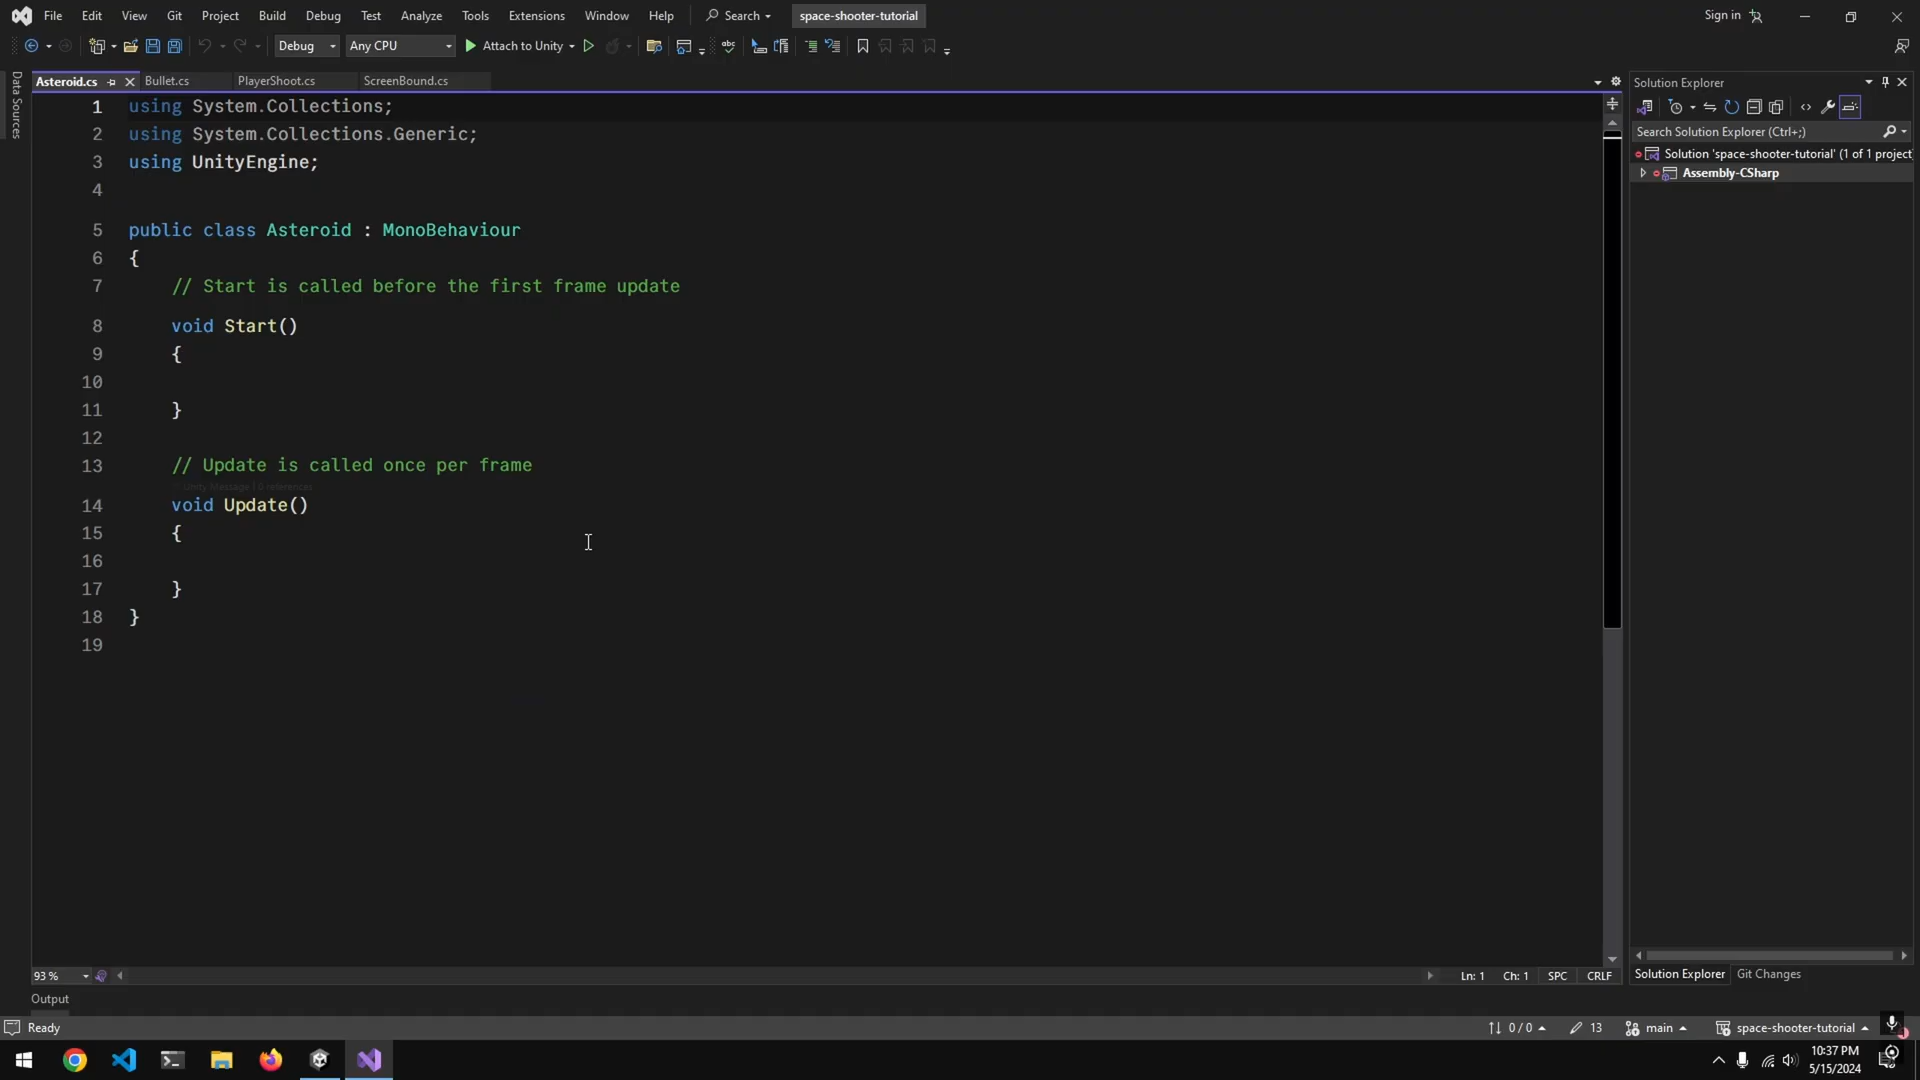 File Edit View Git Project Build Debug Test Analyze Tools Extensions Window Help Search space-shooter-tutorial Sign in
Debug Any CPU Attach to Unity
Data Sources
Asteroid.cs Bullet.cs PlayerShoot.cs ScreenBound.cs
1 using System.Collections;
2 using System.Collections.Generic;
3 using UnityEngine;
4
5 public class Asteroid : MonoBehaviour
6 {
7 // Start is called before the first frame update
8 void Start()
9 {
10
11 }
12
13 // Update is called once per frame
Unity Message | 0 references
14 void Update()
15 {
16
17 }
18 }
19
Solution Explorer
Search Solution Explorer (Ctrl+;)
Solution 'space-shooter-tutorial' (1 of 1 project
Assembly-CSharp
93 % Ln: 1 Ch: 1 SPC CRLF
Solution Explorer Git Changes
Output
Ready 0 / 0 13 main space-shooter-tutorial
10:37 PM
5/15/2024